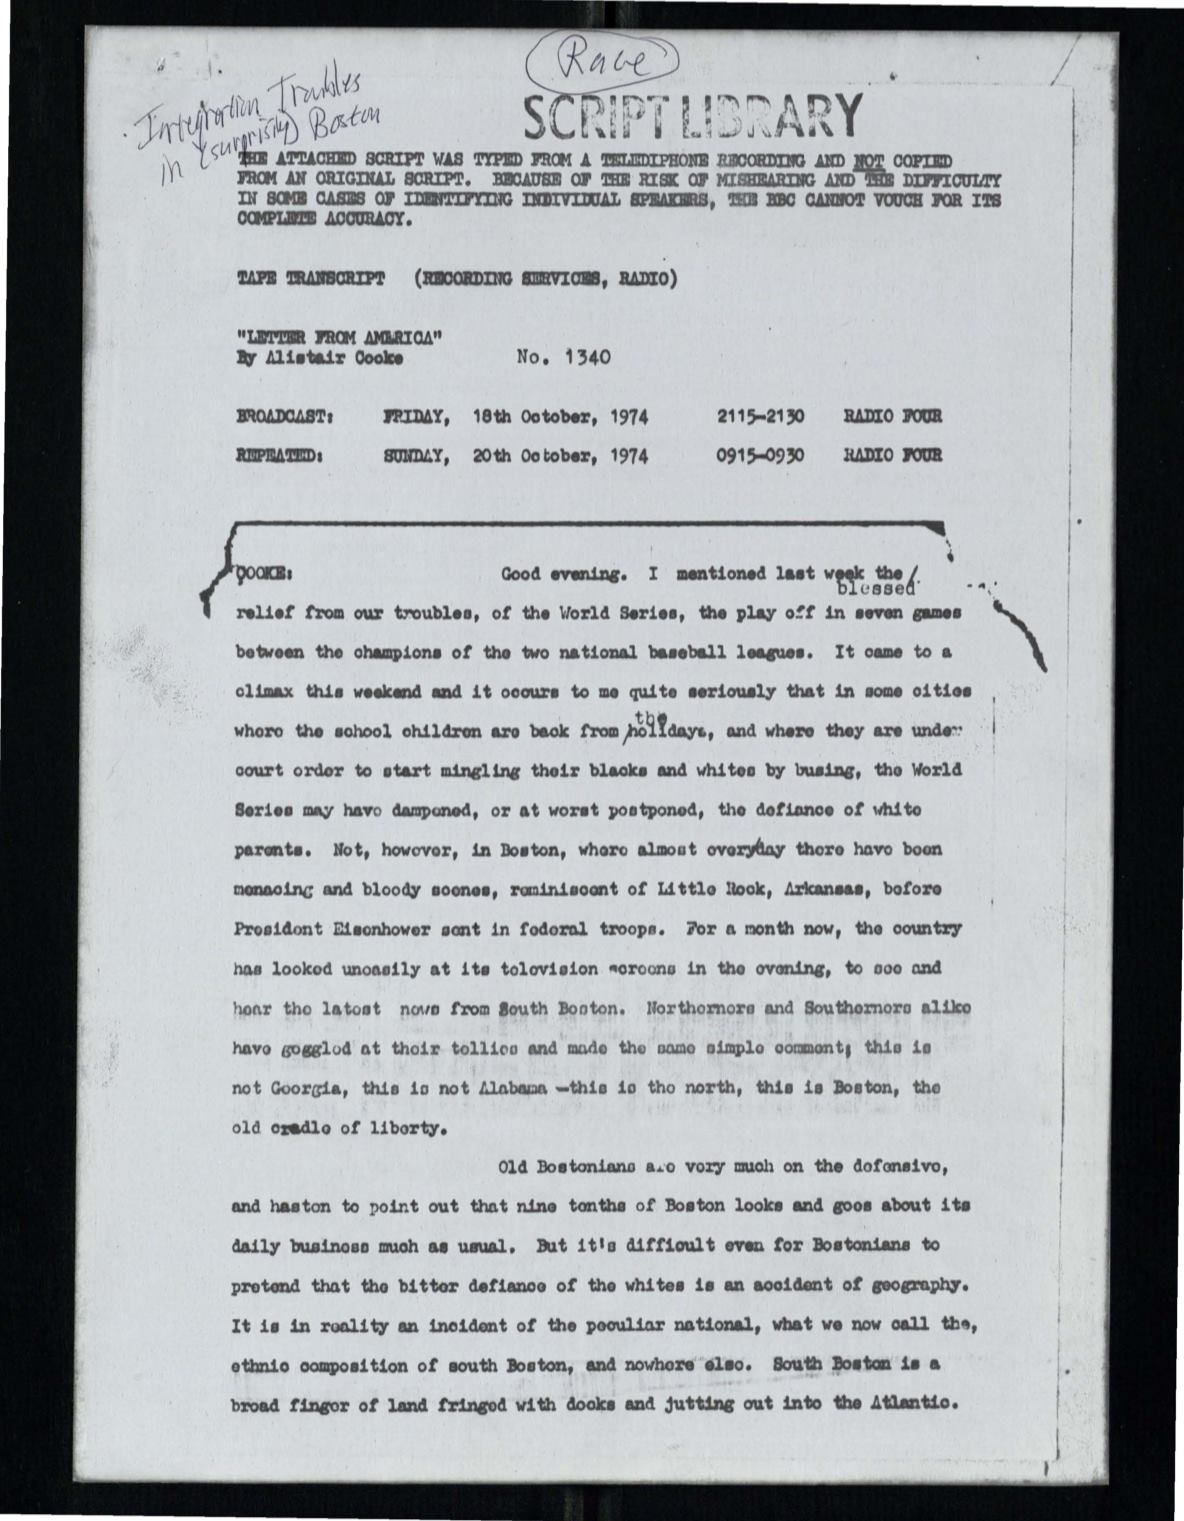 Race
Integration Troubles
in (surprising) Boston
SCRIPT LIBRARY
THE ATTACHED SCRIPT WAS TYPED FROM A TELEDIPHONE RECORDING AND NOT COPIED
FROM AN ORIGINAL SCRIPT. BECAUSE OF THE RISK OF MISHEARING AND THE DIFFICULTY
IN SOME CASES OF IDENTIFYING INDIVIDUAL SPEAKERS, THE BBC CANNOT VOUCH FOR ITS
COMPLETE ACCURACY.
TAPE TRANSCRIPT (RECORDING SERVICES, RADIO)
"LETTER FROM AMERICA"
By Alistair Cooke No. 1340
BROADCAST: FRIDAY, 18th October, 1974 2115-2130 RADIO FOUR
REPEATED: SUNDAY, 20th October, 1974 0915-0930 RADIO FOUR
COOKE: Good evening. I mentioned last week the /
blessed
relief from our troubles, of the World Series, the play off in seven games
between the champions of the two national baseball leagues. It came to a
climax this weekend and it occurs to me quite seriously that in some cities
the
where the school children are back from /holidays, and where they are under
court order to start mingling their blacks and whites by busing, the World
Series may have dampened, or at worst postponed, the defiance of white
parents. Not, however, in Boston, where almost every/day there have been
menacing and bloody scenes, reminiscent of Little Rock, Arkansas, before
President Eisenhower sent in federal troops. For a month now, the country
has looked uneasily at its television screens in the evening, to see and
hear the latest news from South Boston. Northerners and Southerners alike
have goggled at their tellies and made the same simple comment; this is
not Georgia, this is not Alabama -this is the north, this is Boston, the
old cradle of liberty.
Old Bostonians are very much on the defensive,
and hasten to point out that nine tenths of Boston looks and goes about its
daily business much as usual. But it's difficult even for Bostonians to
pretend that the bitter defiance of the whites is an accident of geography.
It is in reality an incident of the peculiar national, what we now call the,
ethnic composition of south Boston, and nowhere else. South Boston is a
broad finger of land fringed with docks and jutting out into the Atlantic.